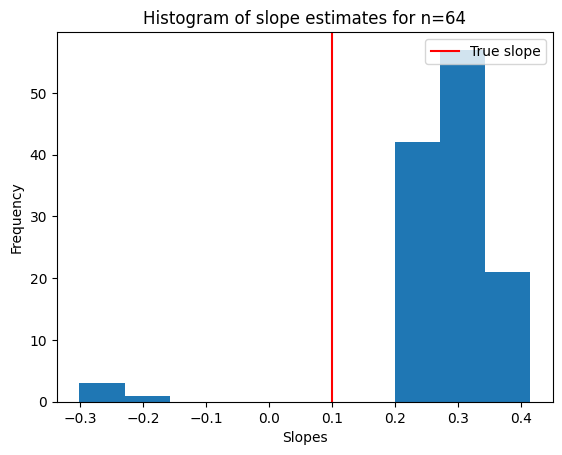 Histogram of slope estimates for n=64
True slope
50
40
30
20
10
0
Frequency
−0.3 −0.2 −0.1 0.0 0.1 0.2 0.3 0.4
Slopes